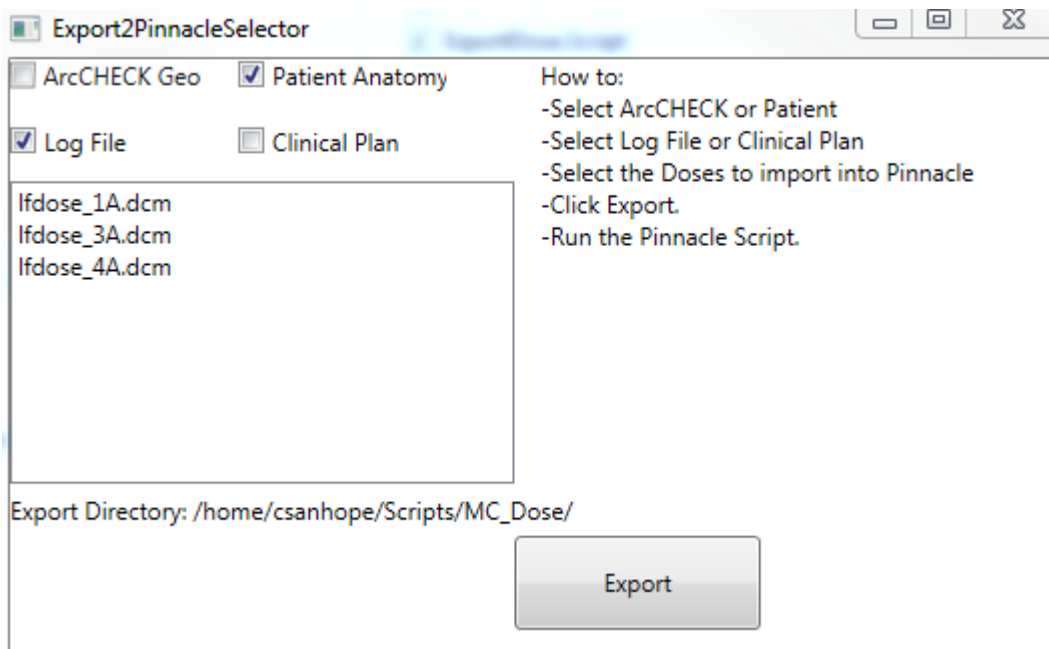 Export2PinnacleSelector
ArcCHECK Geo
Patient Anatomy
Log File
Clinical Plan
How to:
-Select ArcCHECK or Patient
-Select Log File or Clinical Plan
-Select the Doses to import into Pinnacle
-Click Export.
-Run the Pinnacle Script.
lfdose_1A.dcm
lfdose_3A.dcm
lfdose_4A.dcm
Export Directory: /home/csanhope/Scripts/MC_Dose/
Export